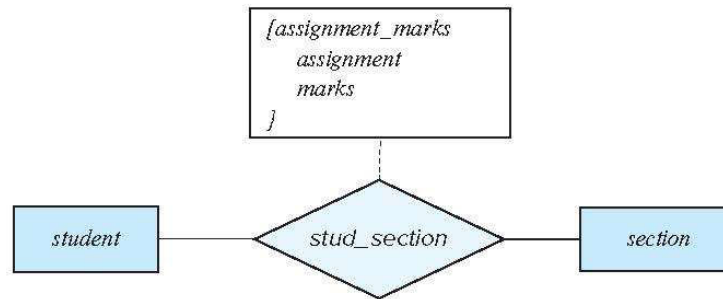 {assignment_marks
assignment
marks
}
student
stud_section
section